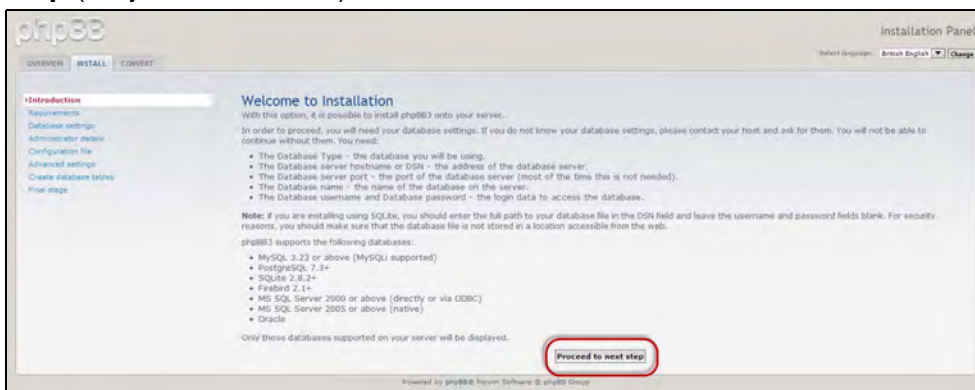 phpBB
Installation Panel
Select language: British English Change
OVERVIEW INSTALL CONVERT
Introduction
Requirements
Database settings
Administrator details
Configuration file
Advanced settings
Create database tables
Final stage
Welcome to Installation
With this option, it is possible to install phpBB3 onto your server.
In order to proceed, you will need your database settings. If you do not know your database settings, please contact your host and ask for them. You will not be able to
continue without them. You need:
• The Database Type - the database you will be using.
• The Database server hostname or DSN - the address of the database server.
• The Database server port - the port of the database server (most of the time this is not needed).
• The Database name - the name of the database on the server.
• The Database username and Database password - the login data to access the database.
Note: if you are installing using SQLite, you should enter the full path to your database file in the DSN field and leave the username and password fields blank. For security
reasons, you should make sure that the database file is not stored in a location accessible from the web.
phpBB3 supports the following databases:
• MySQL 3.23 or above (MySQLi supported)
• PostgreSQL 7.3+
• SQLite 2.8.2+
• Firebird 2.1+
• MS SQL Server 2000 or above (directly or via ODBC)
• MS SQL Server 2005 or above (native)
• Oracle
Only those databases supported on your server will be displayed.
Proceed to next step
Powered by phpBB® Forum Software © phpBB Group